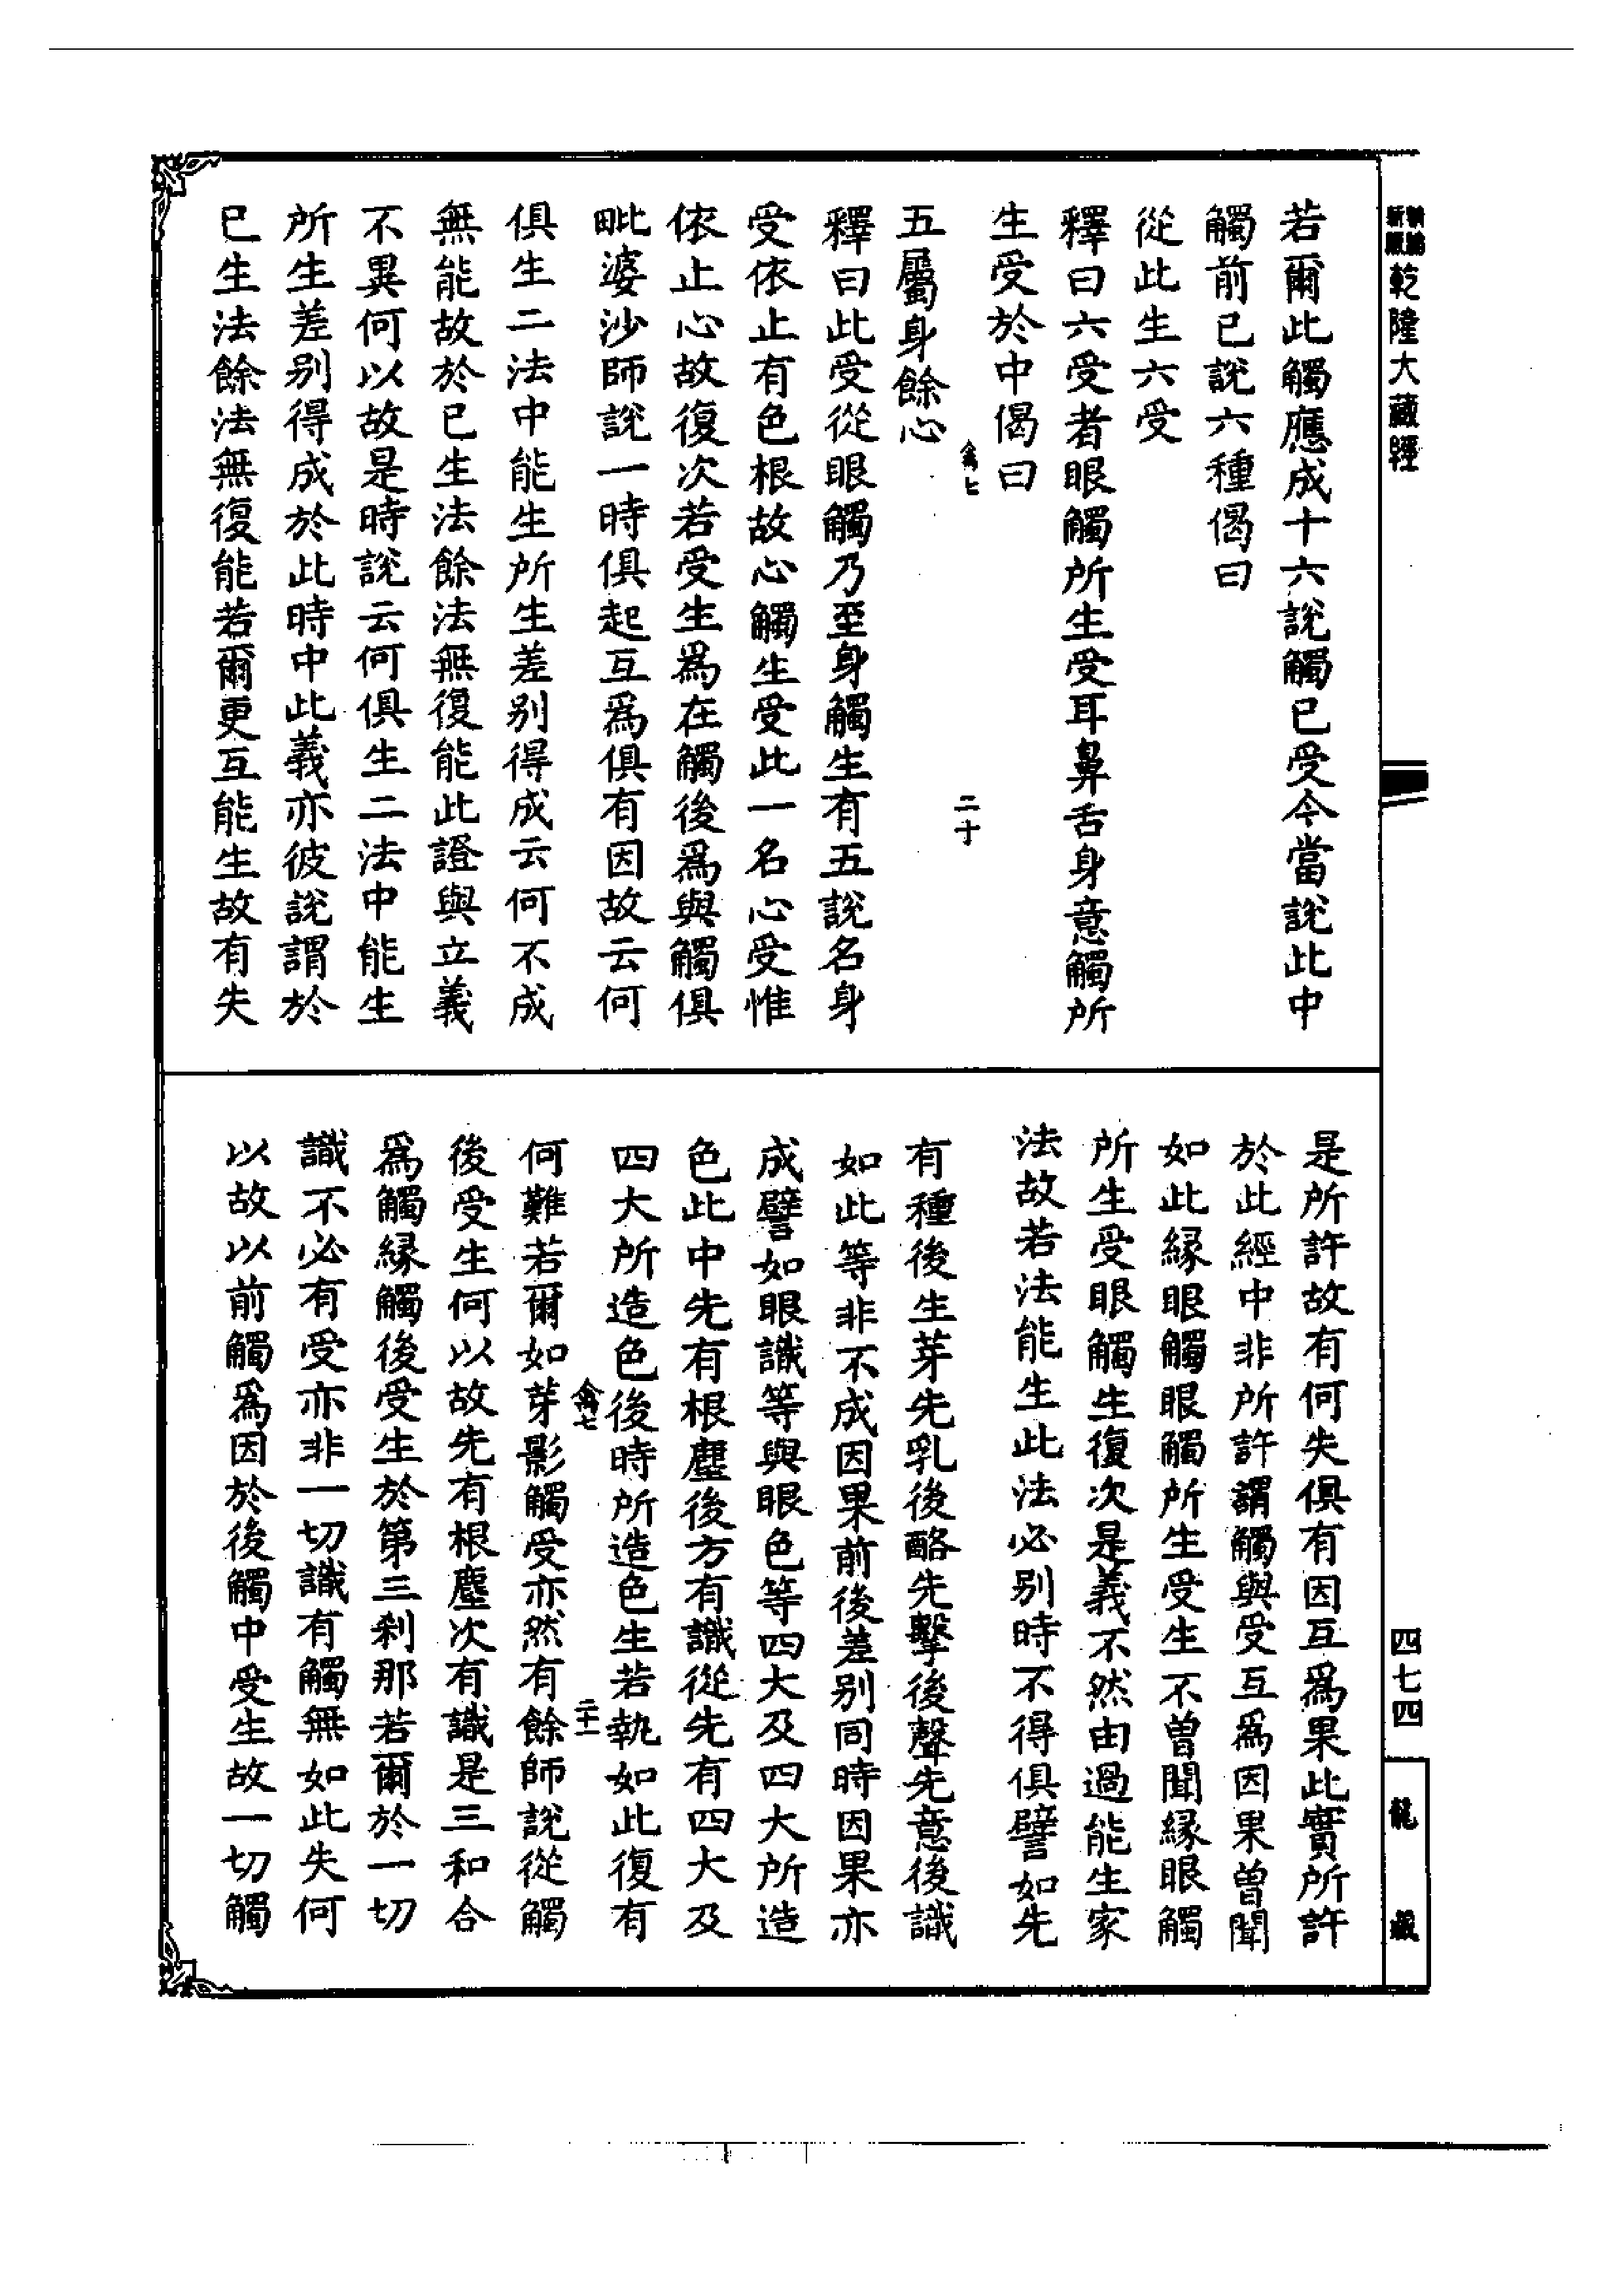 乾隆大藏經
四七四
龍藏
若爾此觸應成十六說觸已受今當說此中
觸前已說六種偈曰
從此生六受
釋曰六受者眼觸所生受耳鼻舌身意觸所
生受於中偈曰
禽七
二十
五屬身餘心
釋曰此受從眼觸乃至身觸生有五說名身
受依止有色根故心觸生受此一名心受惟
依止心故復次若受生爲在觸後爲與觸俱
毗婆沙師說一時俱起互爲俱有因故云何
俱生二法中能生所生差别得成云何不成
無能故於已生法餘法無復能此證與立義
不異何以故是時說云何俱生二法中能生
所生差别得成於此時中此義亦彼說謂於
已生法餘法無復能若爾更互能生故有失
是所許故有何失俱有因互爲果此實所許
於此經中非所許謂觸與受互爲因果曾聞
如此緣眼觸眼觸所生受生不曾聞緣眼觸
所生受眼觸生復次是義不然由過能生家
法故若法能生此法必别時不得俱譬如先
有種後生芽先乳後酪先擊後聲先意後識
如此等非不成因果前後差别同時因果亦
成譬如眼識等與眼色等四大及四大所造
色此中先有根塵後方有識從先有四大及
四大所造色後時所造色生若執如此復有
禽七
二十一
何難若爾如芽影觸受亦然有餘師說從觸
後受生何以故先有根塵次有識是三和合
爲觸緣觸後受生於第三刹那若爾於一切
識不必有受亦非一切識有觸無如此失何
以故以前觸爲因於後觸中受生故一切觸